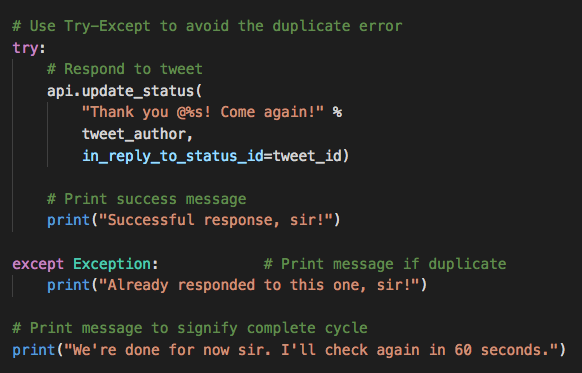 # Use Try-Except to avoid the duplicate error
try:
    # Respond to tweet
    api.update_status(
        "Thank you @%s! Come again!" %
        tweet_author,
        in_reply_to_status_id=tweet_id)

    # Print success message
    print("Successful response, sir!")

except Exception:            # Print message if duplicate
    print("Already responded to this one, sir!")

# Print message to signify complete cycle
print("We're done for now sir. I'll check again in 60 seconds.")